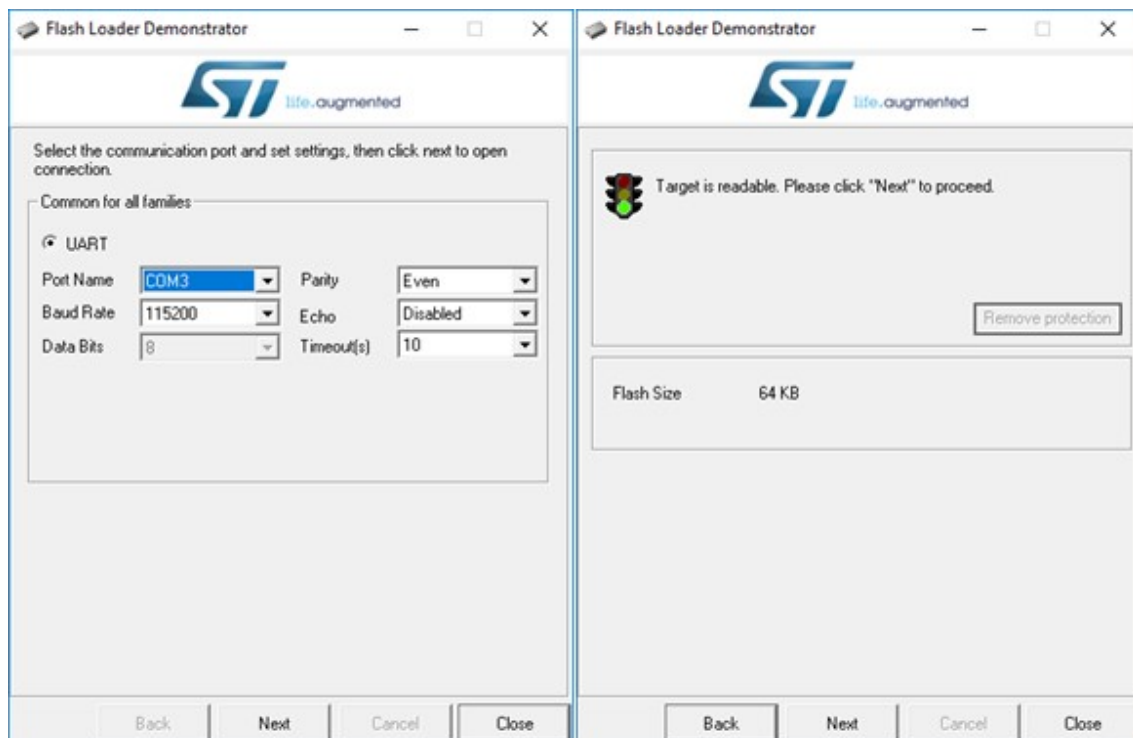 Flash Loader Demonstrator
ST life.augmented
Select the communication port and set settings, then click next to open
connection.
Common for all families
UART
Port Name COM3 Parity Even
Baud Rate 115200 Echo Disabled
Data Bits 8 Timeout(s) 10
Back Next Cancel Close
Flash Loader Demonstrator
ST life.augmented
Target is readable. Please click "Next" to proceed.
Remove protection
Flash Size 64 KB
Back Next Cancel Close